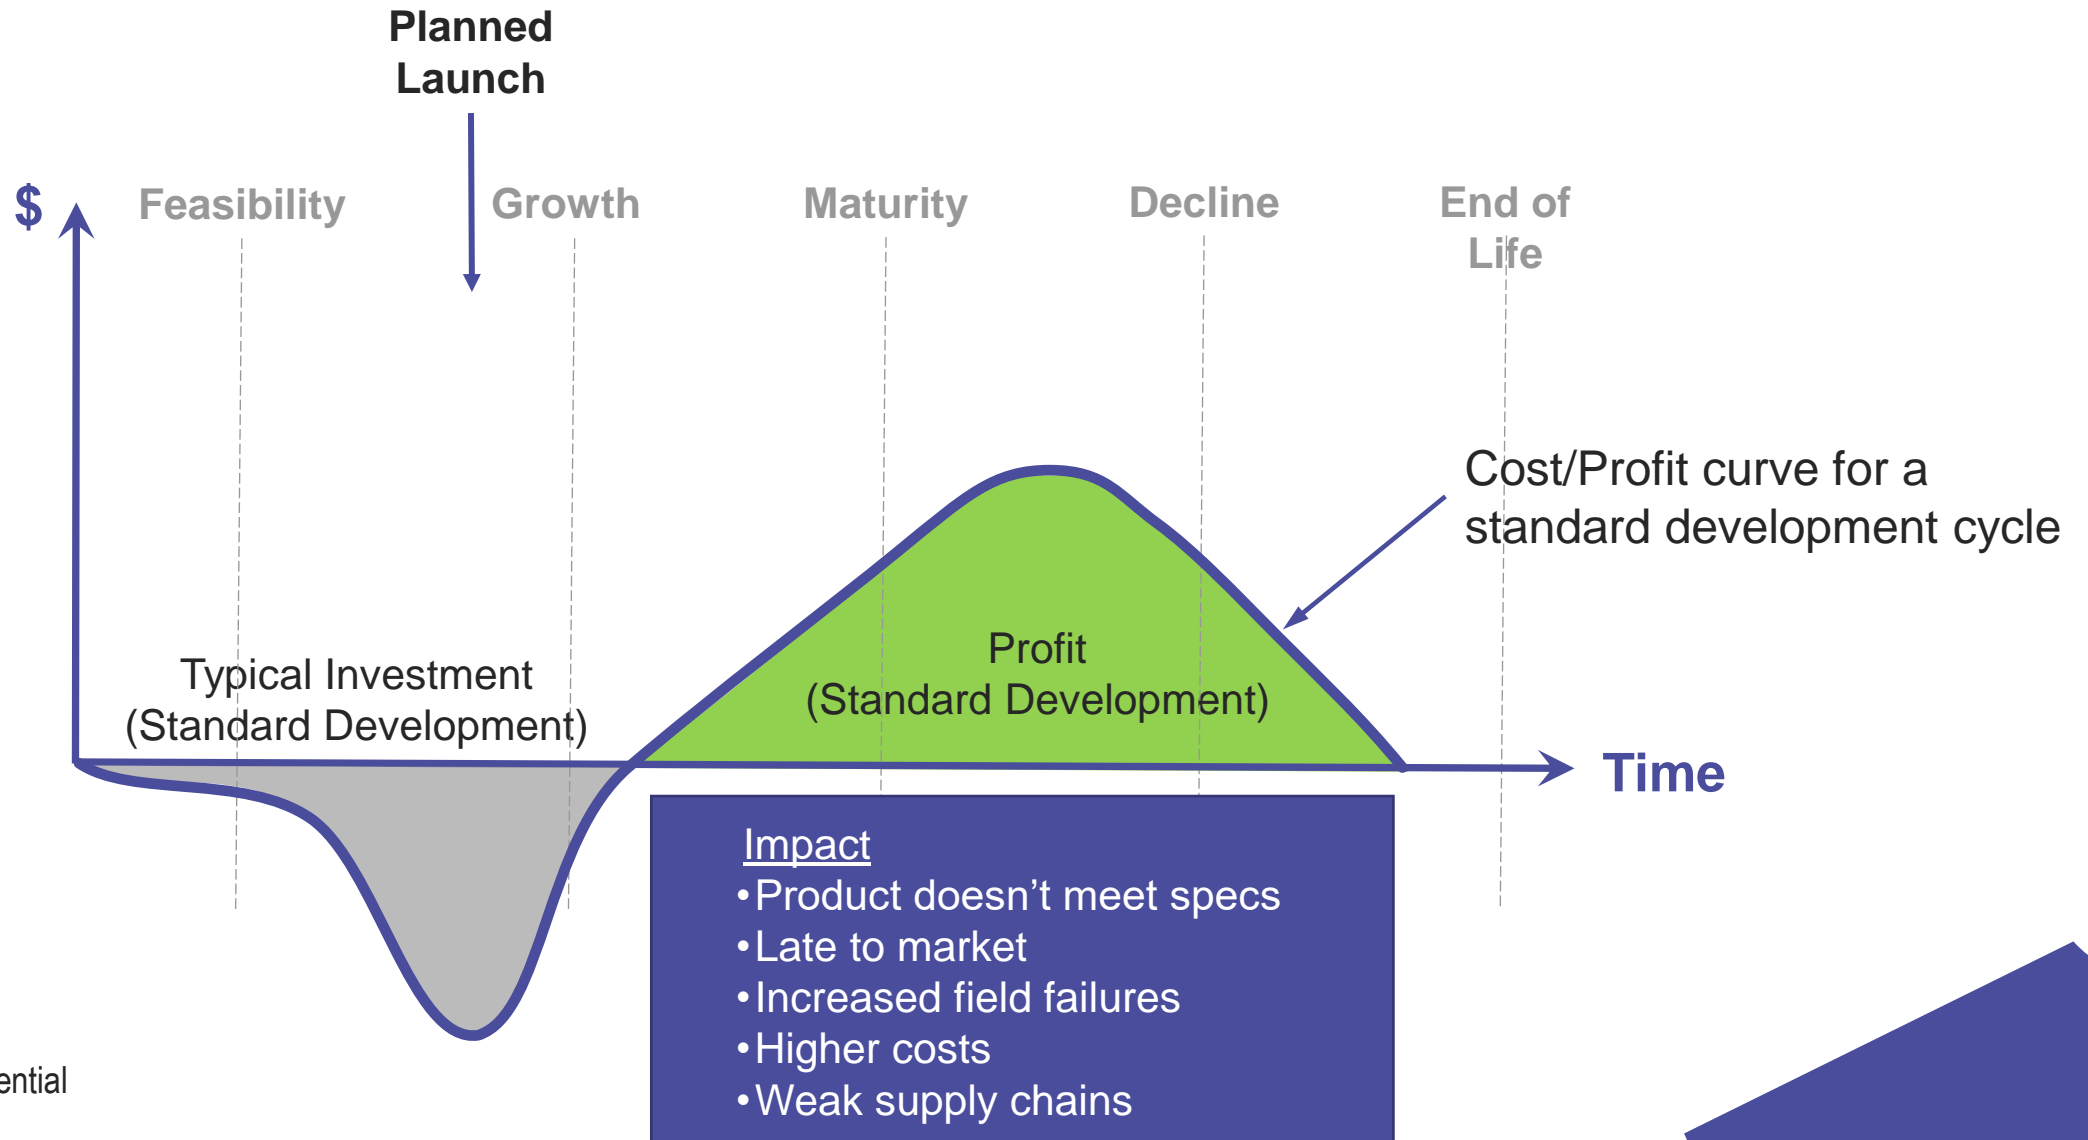 Planned
Launch
$
Feasibility
Growth
Maturity
Decline
End of
Life
Cost/Profit curve for a
standard development cycle
Typical Investment
(Standard Development)
Profit
(Standard Development)
Time
Impact
•Product doesn’t meet specs
•Late to market
•Increased field failures
•Higher costs
•Weak supply chains
ential